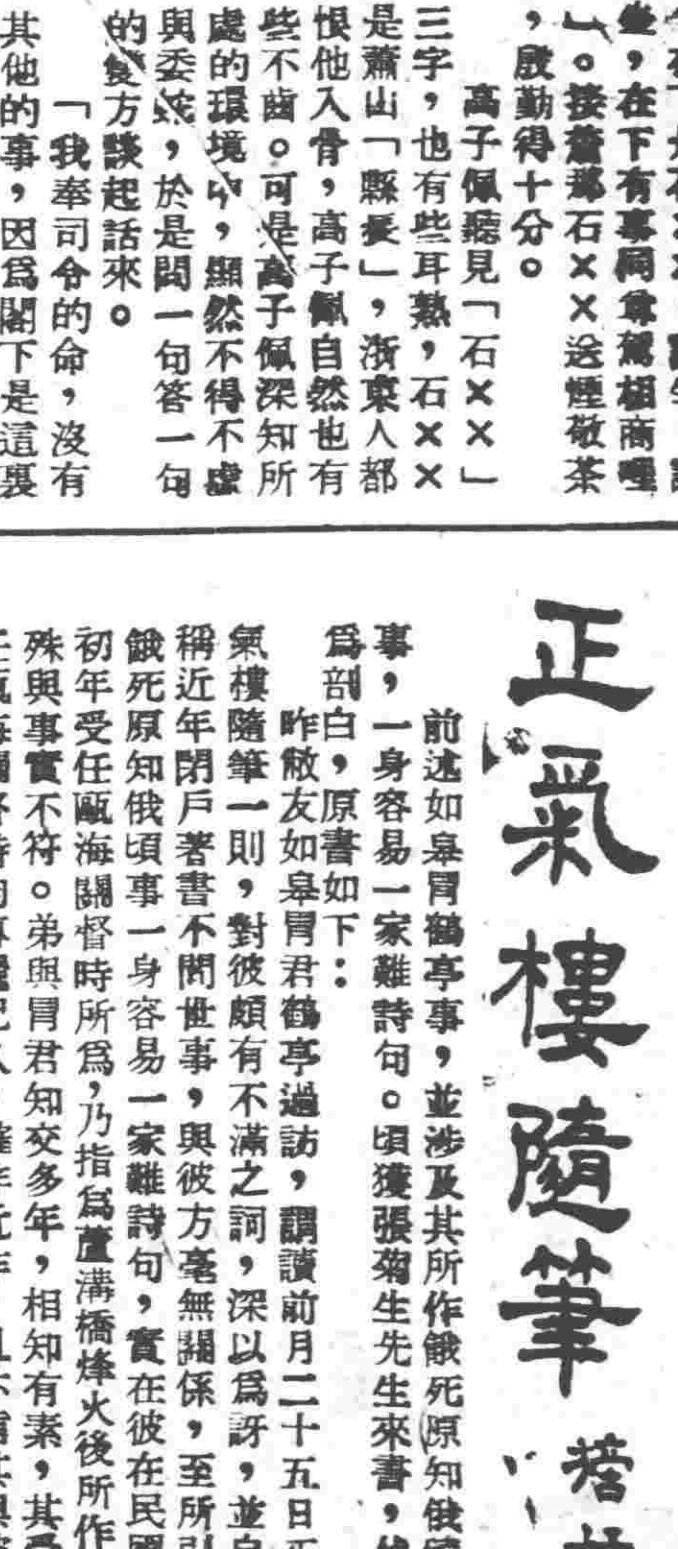 坐，在下有事同尊駕相商哩
」。接着那石××送煙敬茶
，殷勤得十分。
高子佩聽見「石××」
三字，也有些耳熟，石××
是蕭山「縣長」，浙東人都
恨他入骨，高子佩自然也有
些不齒。可是高子佩深知所
處的環境中，顯然不得不虛
與委蛇，於是問一句答一句
的雙方談起話來。
「我奉司令的命，沒有
其他的事，因爲閣下是這裏
正氣樓隨筆
前述如皋冒鶴亭事，並涉及其所作餓死原知俄頃
事，一身容易一家難詩句。頃獲張菊生先生來書，
爲剖白，原書如下：
昨敝友如皋冒君鶴亭過訪，謂讀前月二十五日正
氣樓隨筆一則，對彼頗有不滿之詞，深以爲訝，並自
稱近年閉戶著書不問世事，與彼方毫無關係，至所引
餓死原知俄頃事一身容易一家難詩句，實在彼在民國
初年受任甌海關督時所爲，乃指爲蘆溝橋烽火後所作
殊與事實不符。弟與冒君知交多年，相知有素，其受